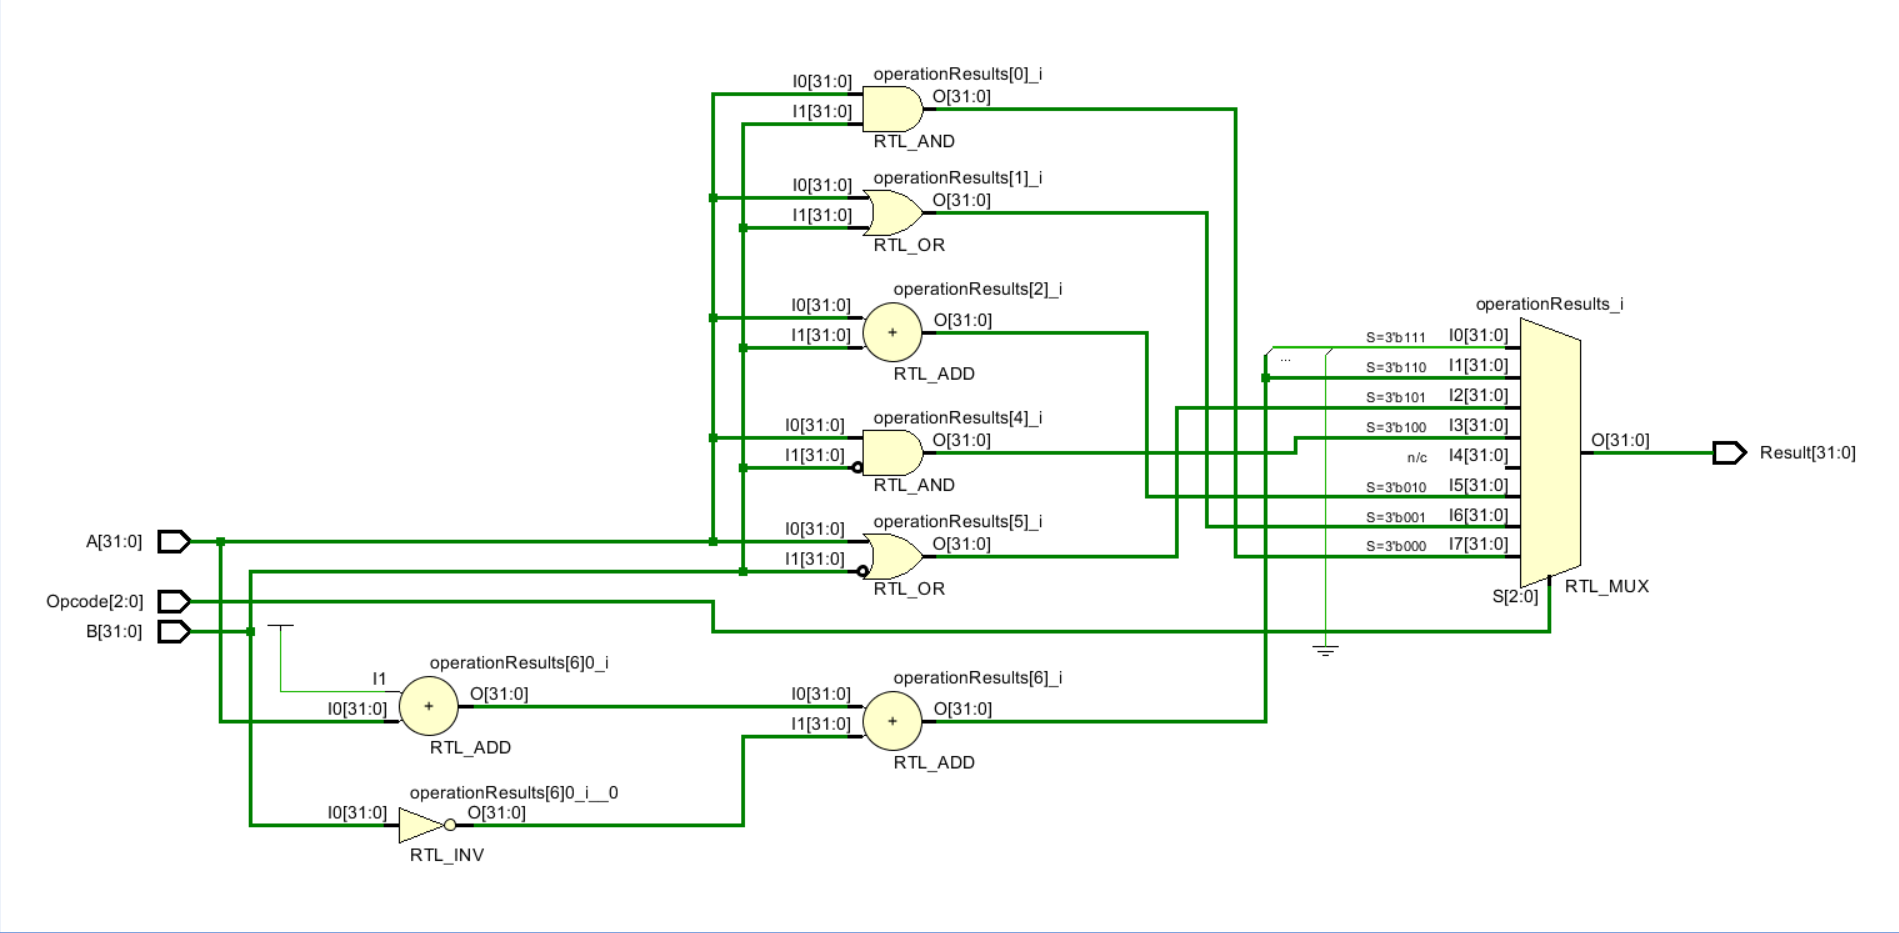 operationResults[0]_i
I0[31:0]
O[31:0]
I1[31:0]
RTL_AND
operationResults[1]_i
I0[31:0]
O[31:0]
I1[31:0]
RTL_OR
operationResults[2]_i
I0[31:0]
O[31:0]
I1[31:0]
+
RTL_ADD
operationResults[4]_i
I0[31:0]
O[31:0]
I1[31:0]
RTL_AND
operationResults[5]_i
I0[31:0]
O[31:0]
I1[31:0]
RTL_OR
operationResults_i
S=3'b111 I0[31:0]
...
S=3'b110 I1[31:0]
S=3'b101 I2[31:0]
S=3'b100 I3[31:0]
n/c I4[31:0]
S=3'b010 I5[31:0]
S=3'b001 I6[31:0]
S=3'b000 I7[31:0]
S[2:0]
RTL_MUX
O[31:0]
Result[31:0]
A[31:0]
Opcode[2:0]
B[31:0]
operationResults[6]0_i
I1
I0[31:0]
O[31:0]
+
RTL_ADD
operationResults[6]_i
I0[31:0]
O[31:0]
I1[31:0]
+
RTL_ADD
operationResults[6]0_i__0
I0[31:0]
O[31:0]
RTL_INV